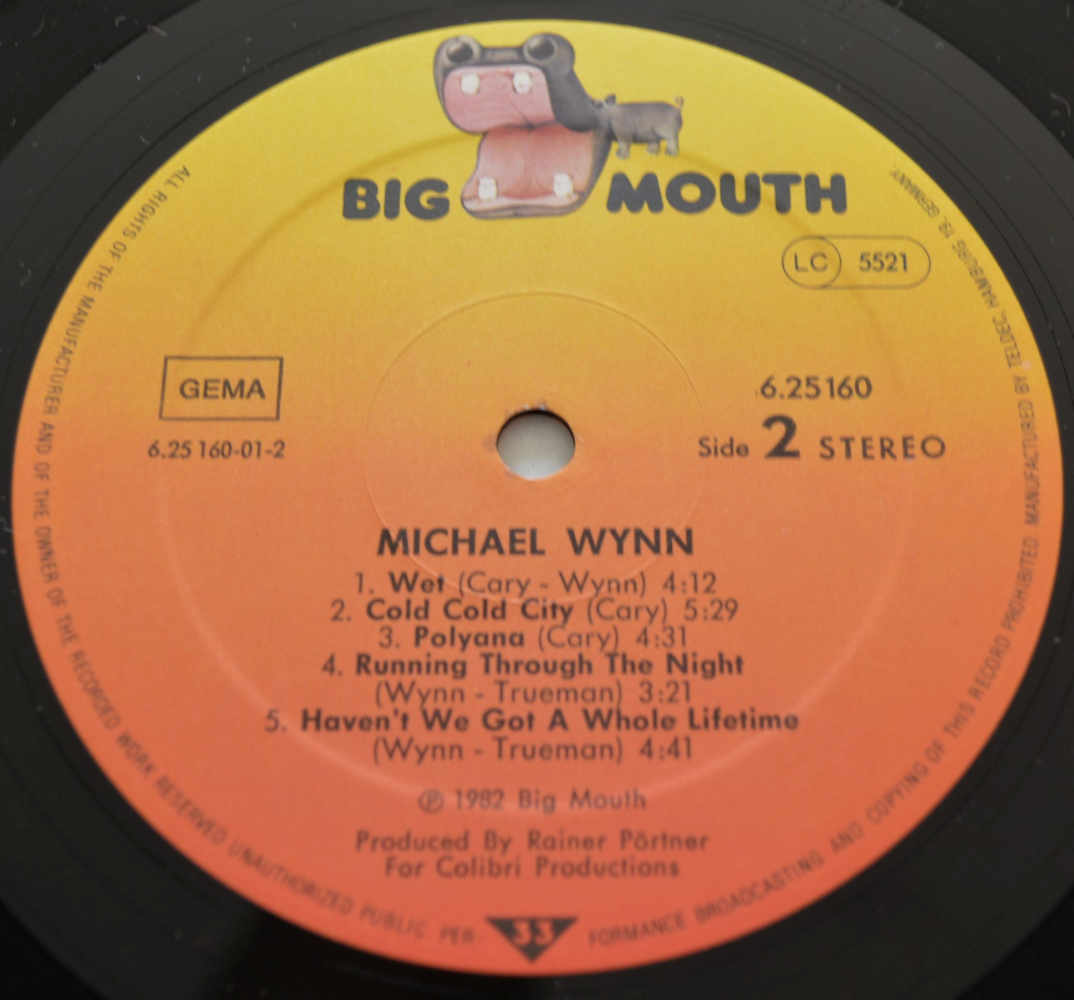 BIG MOUTH
LC 5521
GEMA
6.25160
6.25 160-01-2
Side 2 STEREO
MICHAEL WYNN
1. Wet (Cary - Wynn) 4:12
2. Cold Cold City (Cary) 5:29
3. Polyana (Cary) 4:31
4. Running Through The Night
(Wynn - Trueman) 3:21
5. Haven't We Got A Whole Lifetime
(Wynn - Trueman) 4:41
℗ 1982 Big Mouth
Produced By Rainer Pörtner
For Colibri Productions
33
ALL RIGHTS OF THE MANUFACTURER AND OF THE OWNER OF THE RECORDED WORK RESERVED UNAUTHORIZED PUBLIC PER-FORMANCE BROADCASTING AND COPYING OF THIS RECORD PROHIBITED MANUFACTURED BY TELDEC, HAMBURG 19, GERMANY